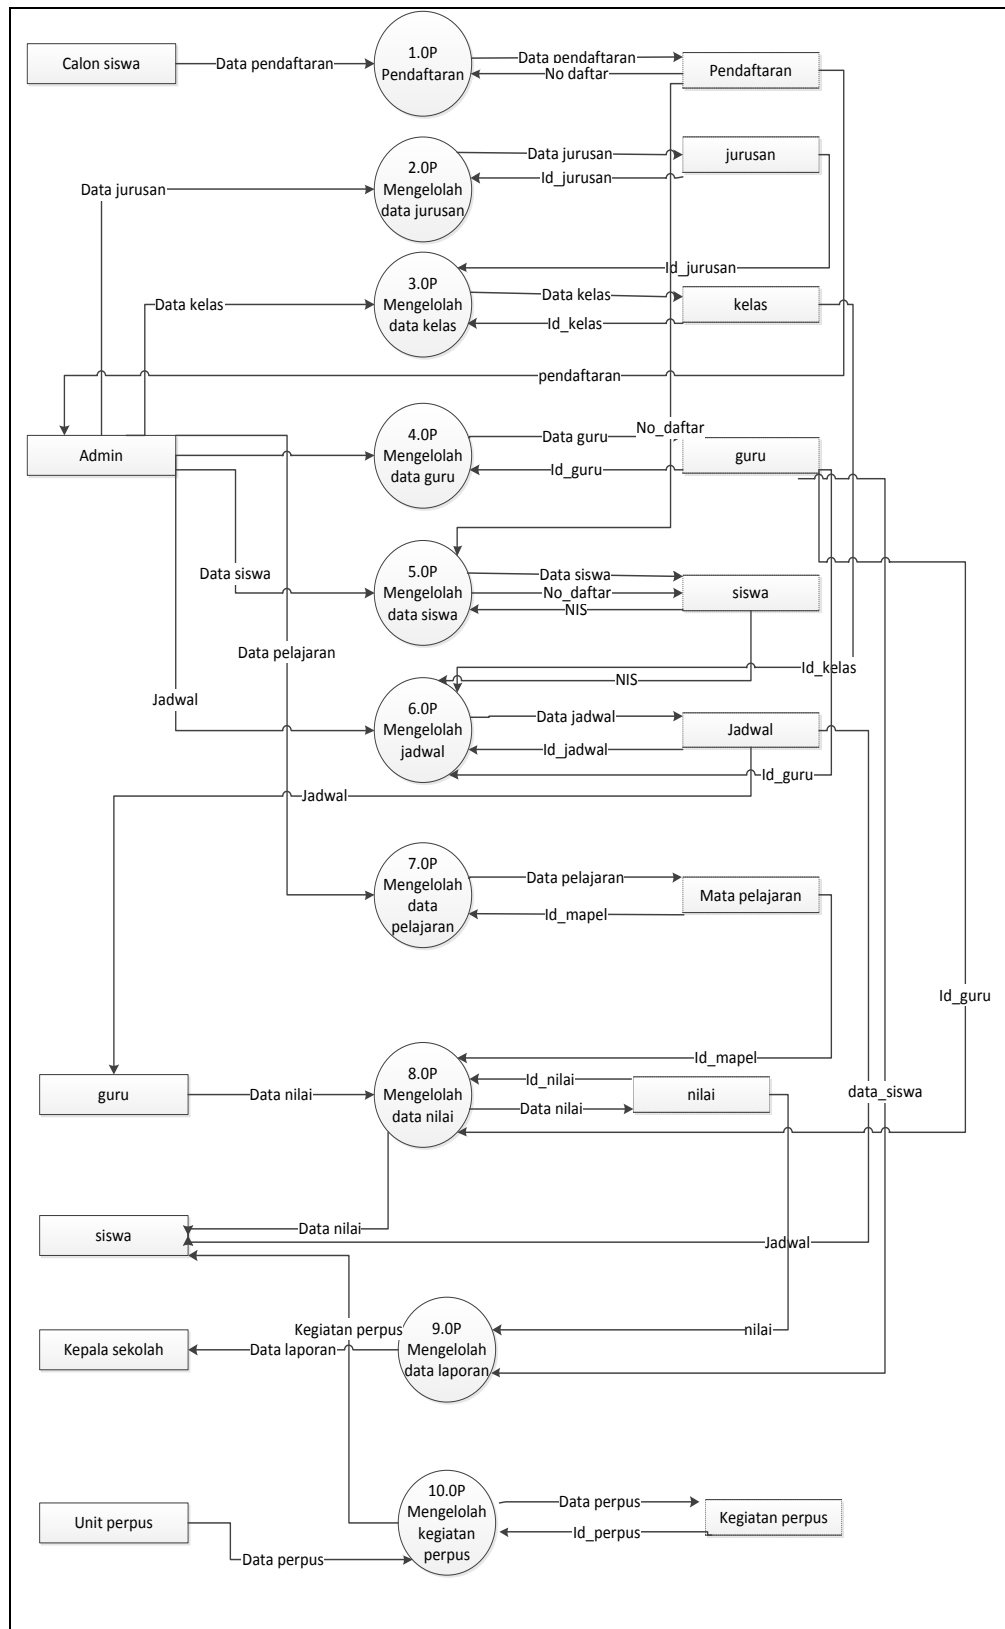 Calon siswa
Data pendaftaran
1.0P
Pendaftaran
Data pendaftaran
No daftar
Pendaftaran
Data jurusan
2.0P
Mengelolah
data jurusan
Data jurusan
Id_jurusan
jurusan
Id_jurusan
Data kelas
3.0P
Mengelolah
data kelas
Data kelas
Id_kelas
kelas
pendaftaran
Admin
4.0P
Mengelolah
data guru
Data guru
Id_guru
No_daftar
guru
Data siswa
5.0P
Mengelolah
data siswa
Data siswa
No_daftar
NIS
siswa
Data pelajaran
Id_kelas
NIS
Jadwal
6.0P
Mengelolah
jadwal
Data jadwal
Id_jadwal
Jadwal
Id_guru
Jadwal
7.0P
Mengelolah
data
pelajaran
Data pelajaran
Id_mapel
Mata pelajaran
Id_guru
Id_mapel
guru
Data nilai
8.0P
Mengelolah
data nilai
Id_nilai
Data nilai
nilai
data_siswa
siswa
Data nilai
Jadwal
Kegiatan perpus
nilai
Kepala sekolah
Data laporan
9.0P
Mengelolah
data laporan
Unit perpus
Data perpus
10.0P
Mengelolah
kegiatan
perpus
Data perpus
Id_perpus
Kegiatan perpus